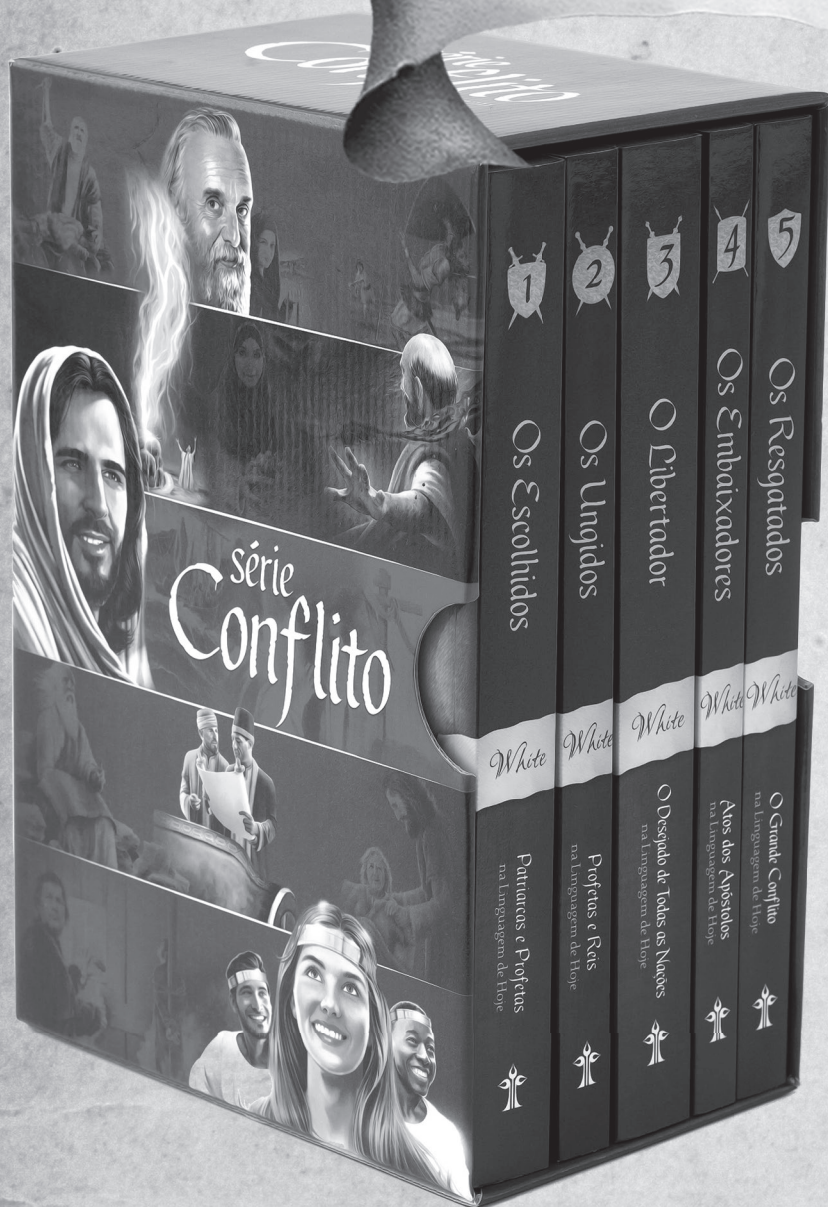 série
Conflito
1
Os Escolhidos
White
Patriarcas e Profetas
na Linguagem de Hoje
2
Os Ungidos
White
Profetas e Reis
na Linguagem de Hoje
3
O Libertador
White
O Desejado de Todas as Nações
na Linguagem de Hoje
4
Os Embaixadores
White
Atos dos Apóstolos
na Linguagem de Hoje
5
Os Resgatados
White
O Grande Conflito
na Linguagem de Hoje